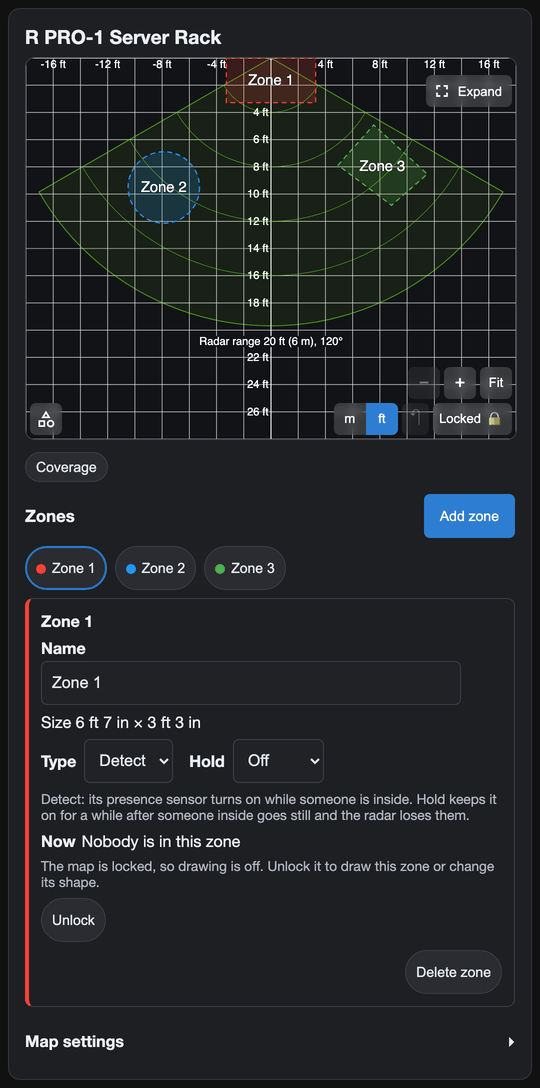 R PRO-1 Server Rack
-16 ft -12 ft -8 ft -4 ft 4 ft 8 ft 12 ft 16 ft
Zone 1
Expand
4 ft
6 ft
Zone 3
8 ft
Zone 2
10 ft
12 ft
14 ft
16 ft
18 ft
Radar range 20 ft (6 m), 120°
22 ft
− + Fit
24 ft
26 ft
m ft Locked
Coverage
Zones
Add zone
Zone 1 Zone 2 Zone 3
Zone 1
Name
Zone 1
Size 6 ft 7 in × 3 ft 3 in
Type Detect Hold Off
Detect: its presence sensor turns on while someone is inside. Hold keeps it
on for a while after someone inside goes still and the radar loses them.
Now Nobody is in this zone
The map is locked, so drawing is off. Unlock it to draw this zone or change
its shape.
Unlock
Delete zone
Map settings